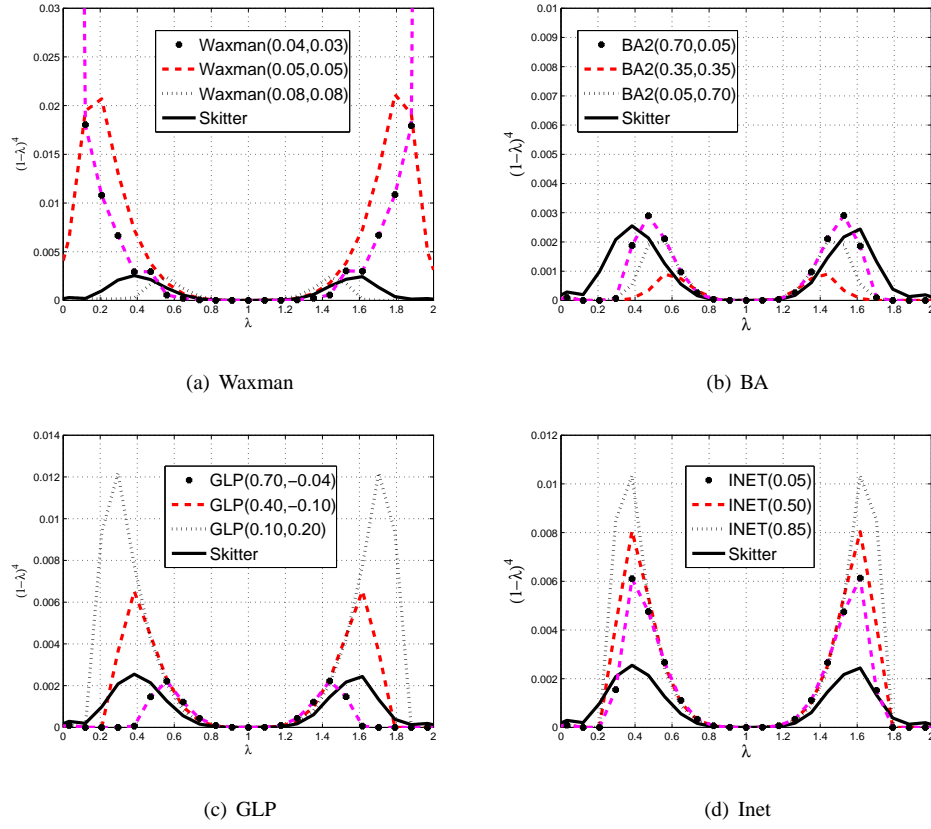 0.03
0.025
0.02
0.015
0.01
0.005
0
(1−λ)^4
Waxman(0.04,0.03)
Waxman(0.05,0.05)
Waxman(0.08,0.08)
Skitter
0 0.2 0.4 0.6 0.8 1 1.2 1.4 1.6 1.8 2
λ
(a) Waxman
0.01
0.009
0.008
0.007
0.006
0.005
0.004
0.003
0.002
0.001
0
(1−λ)^4
BA2(0.70,0.05)
BA2(0.35,0.35)
BA2(0.05,0.70)
Skitter
0 0.2 0.4 0.6 0.8 1 1.2 1.4 1.6 1.8 2
λ
(b) BA
0.014
0.012
0.01
0.008
0.006
0.004
0.002
0
(1−λ)^4
GLP(0.70,−0.04)
GLP(0.40,−0.10)
GLP(0.10,0.20)
Skitter
0 0.2 0.4 0.6 0.8 1 1.2 1.4 1.6 1.8 2
λ
(c) GLP
0.012
0.01
0.008
0.006
0.004
0.002
0
(1−λ)^4
INET(0.05)
INET(0.50)
INET(0.85)
Skitter
0 0.2 0.4 0.6 0.8 1 1.2 1.4 1.6 1.8 2
λ
(d) Inet